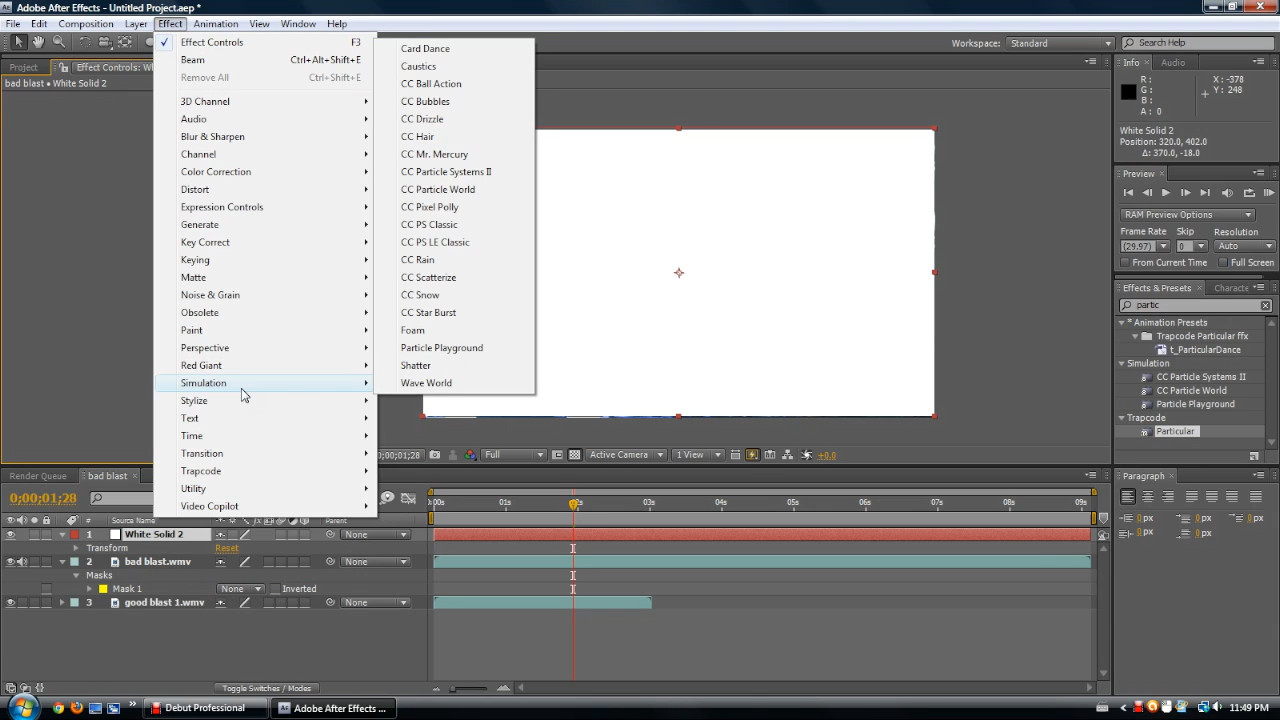 Adobe After Effects - Untitled Project.aep *
File Edit Composition Layer Effect Animation View Window Help
Workspace: Standard Search Help
Project Effect Controls: Wh
bad blast • White Solid 2
Effect Controls F3
Beam Ctrl+Alt+Shift+E
Remove All Ctrl+Shift+E
3D Channel
Audio
Blur & Sharpen
Channel
Color Correction
Distort
Expression Controls
Generate
Key Correct
Keying
Matte
Noise & Grain
Obsolete
Paint
Perspective
Red Giant
Simulation
Stylize
Text
Time
Transition
Trapcode
Utility
Video Copilot
Card Dance
Caustics
CC Ball Action
CC Bubbles
CC Drizzle
CC Hair
CC Mr. Mercury
CC Particle Systems II
CC Particle World
CC Pixel Polly
CC PS Classic
CC PS LE Classic
CC Rain
CC Scatterize
CC Snow
CC Star Burst
Foam
Particle Playground
Shatter
Wave World
Info Audio
R : X : -378
G : Y : 248
B :
A : 0
White Solid 2
Position: 320.0, 402.0
Δ: 370.0, -18.0
Preview
RAM Preview Options
Frame Rate Skip Resolution
(29.97) 0 Auto
From Current Time Full Screen
Effects & Presets Characte
partic
* Animation Presets
Trapcode Particular ffx
t_ParticularDance
Simulation
CC Particle Systems II
CC Particle World
Particle Playground
Trapcode
Particular
0;00;01;28 Full Active Camera 1 View +0.0
Render Queue bad blast
Paragraph
0;00;01;28
0:00s 01s 02s 03s 04s 05s 06s 07s 08s 09s
# Source Name Parent
1 White Solid 2 None
Transform Reset
2 bad blast.wmv None
Masks
Mask 1 None Inverted
3 good blast 1.wmv None
0 px 0 px 0 px
0 px 0 px
Toggle Switches / Modes
Debut Professional Adobe After Effects ... 11:49 PM